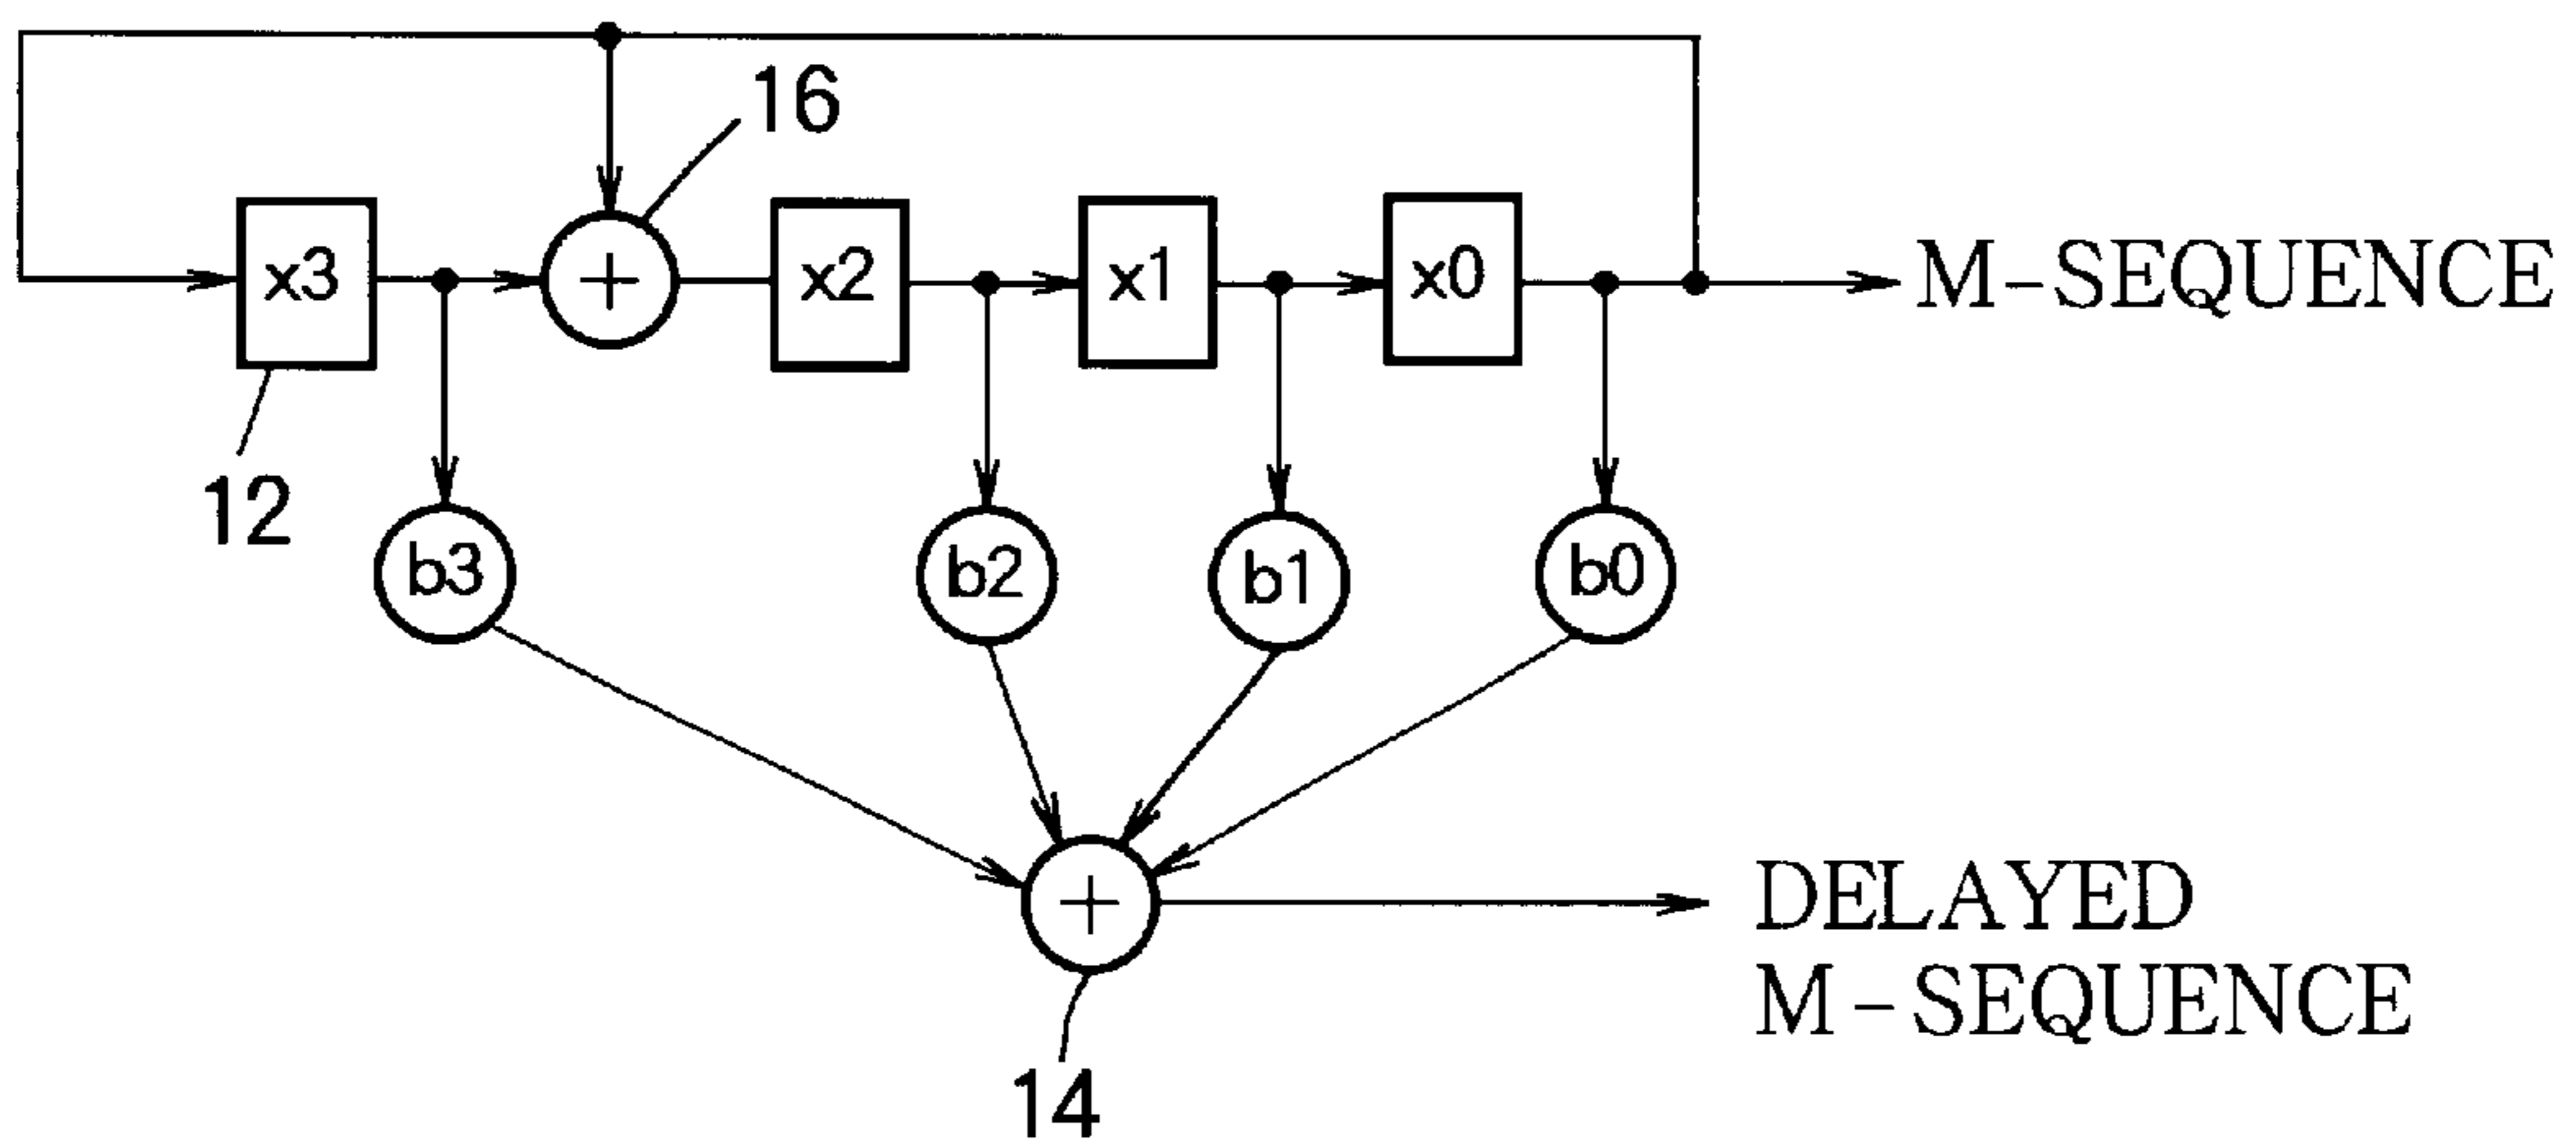 16
x3
+
x2
x1
x0
M-SEQUENCE
12
b3
b2
b1
b0
+
DELAYED
M-SEQUENCE
14